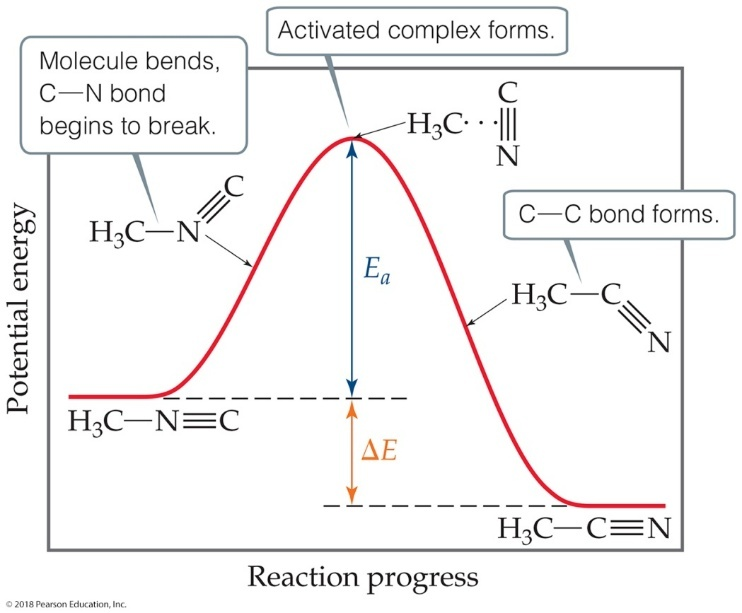 Activated complex forms.
Molecule bends,
C—N bond
begins to break.
H₃C···C≡N
H₃C—N≡C
C—C bond forms.
Eₐ
H₃C—C≡N
Potential energy
H₃C—N≡C
ΔE
H₃C—C≡N
Reaction progress
© 2018 Pearson Education, Inc.